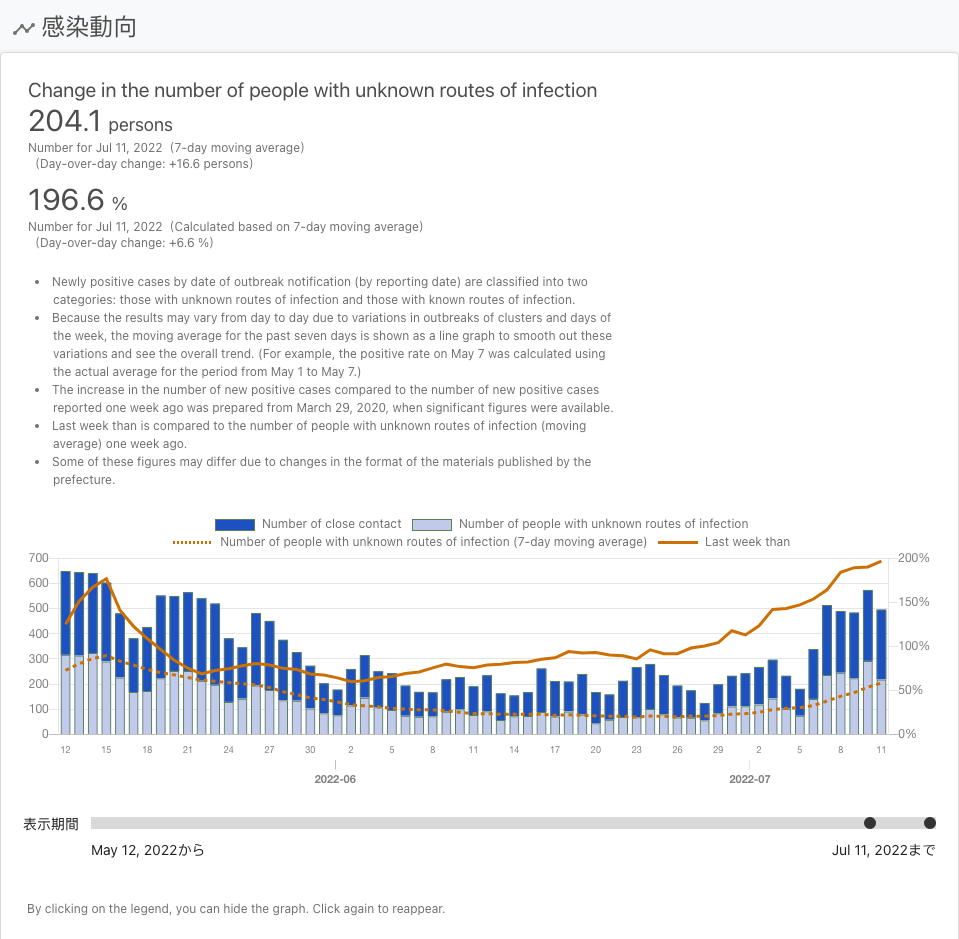 感染動向
Change in the number of people with unknown routes of infection
204.1 persons
Number for Jul 11, 2022 (7-day moving average)
(Day-over-day change: +16.6 persons)
196.6 %
Number for Jul 11, 2022 (Calculated based on 7-day moving average)
(Day-over-day change: +6.6 %)
• Newly positive cases by date of outbreak notification (by reporting date) are classified into two
categories: those with unknown routes of infection and those with known routes of infection.
• Because the results may vary from day to day due to variations in outbreaks of clusters and days of
the week, the moving average for the past seven days is shown as a line graph to smooth out these
variations and see the overall trend. (For example, the positive rate on May 7 was calculated using
the actual average for the period from May 1 to May 7.)
• The increase in the number of new positive cases compared to the number of new positive cases
reported one week ago was prepared from March 29, 2020, when significant figures were available.
• Last week than is compared to the number of people with unknown routes of infection (moving
average) one week ago.
• Some of these figures may differ due to changes in the format of the materials published by the
prefecture.
Number of close contact Number of people with unknown routes of infection
Number of people with unknown routes of infection (7-day moving average) Last week than
700 200%
600
500 150%
400
300 100%
200
100 50%
0 0%
12 15 18 21 24 27 30 2 5 8 11 14 17 20 23 26 29 2 5 8 11
2022-06 2022-07
表示期間
May 12, 2022から Jul 11, 2022まで
By clicking on the legend, you can hide the graph. Click again to reappear.